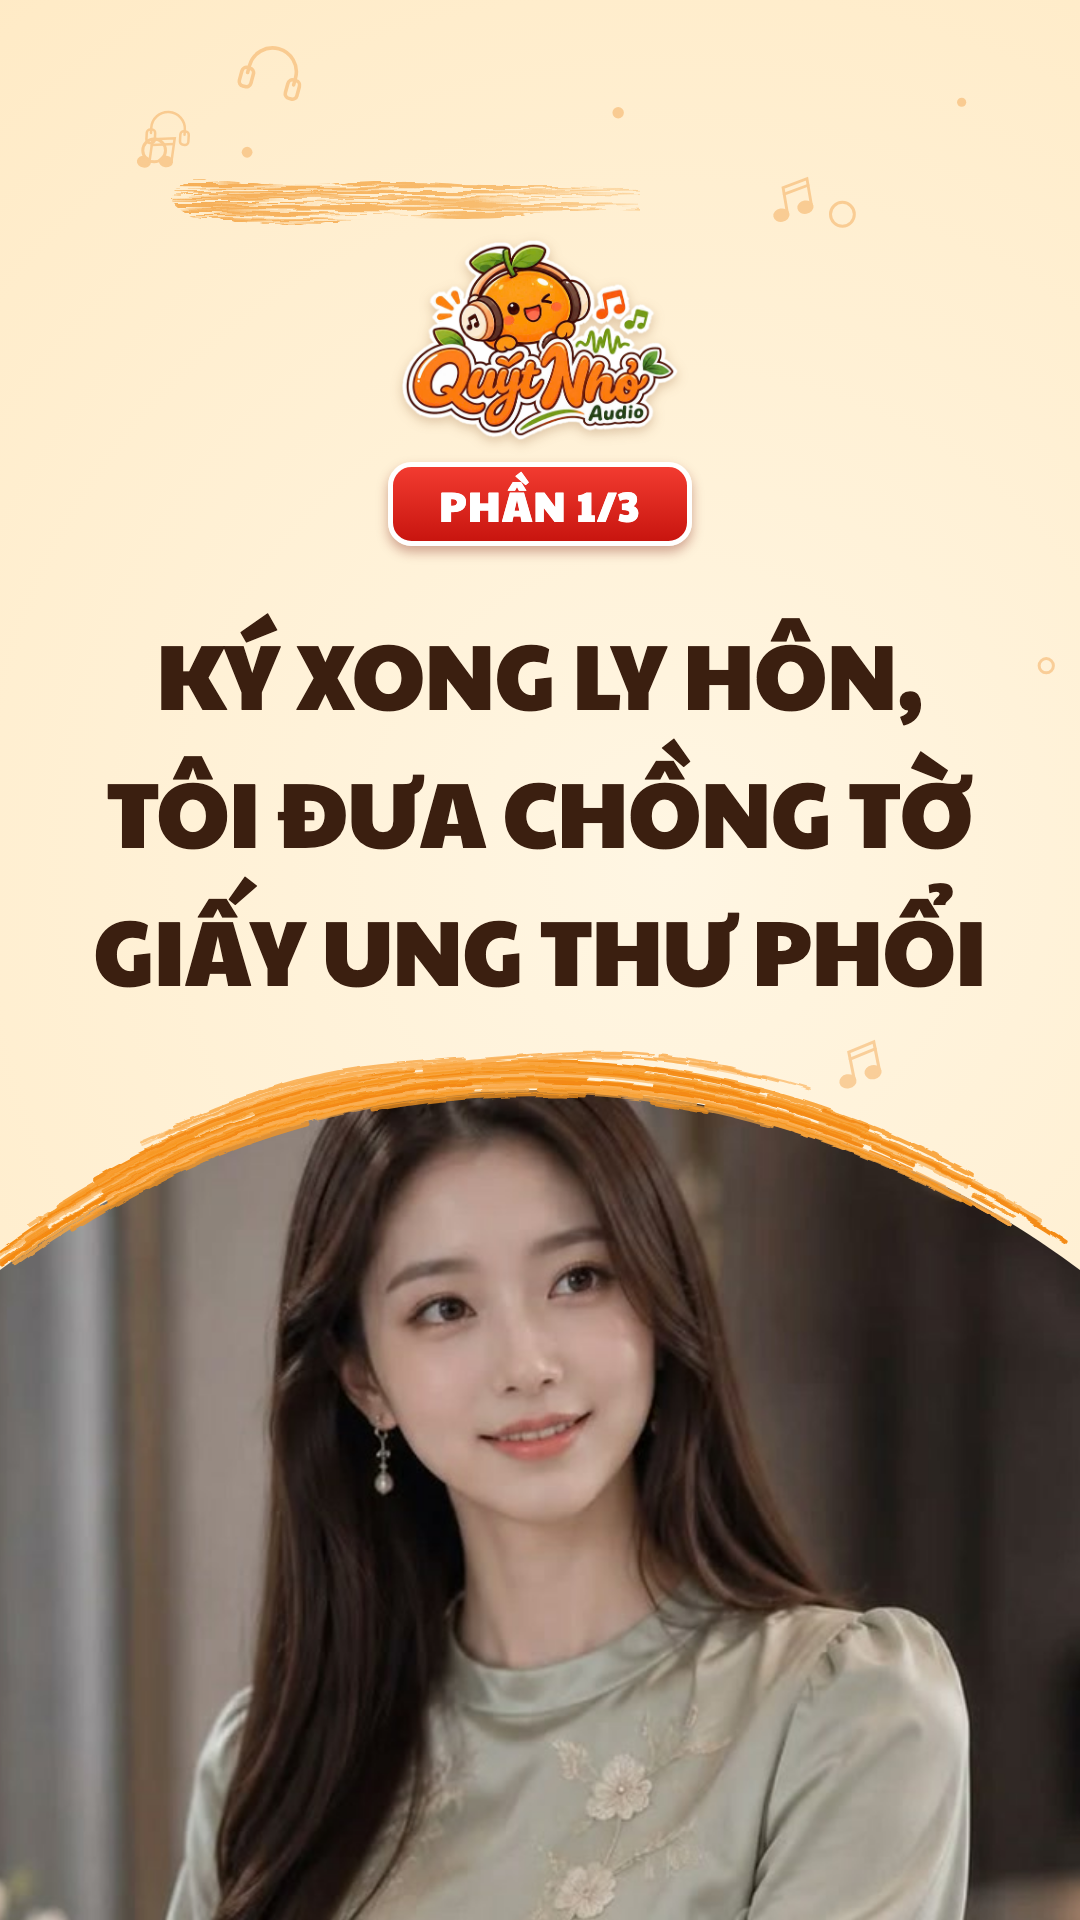 Quýt Nhỏ
Audio
PHẦN 1/3
KÝ XONG LY HÔN,
TÔI ĐƯA CHỒNG TỜ
GIẤY UNG THƯ PHỔI